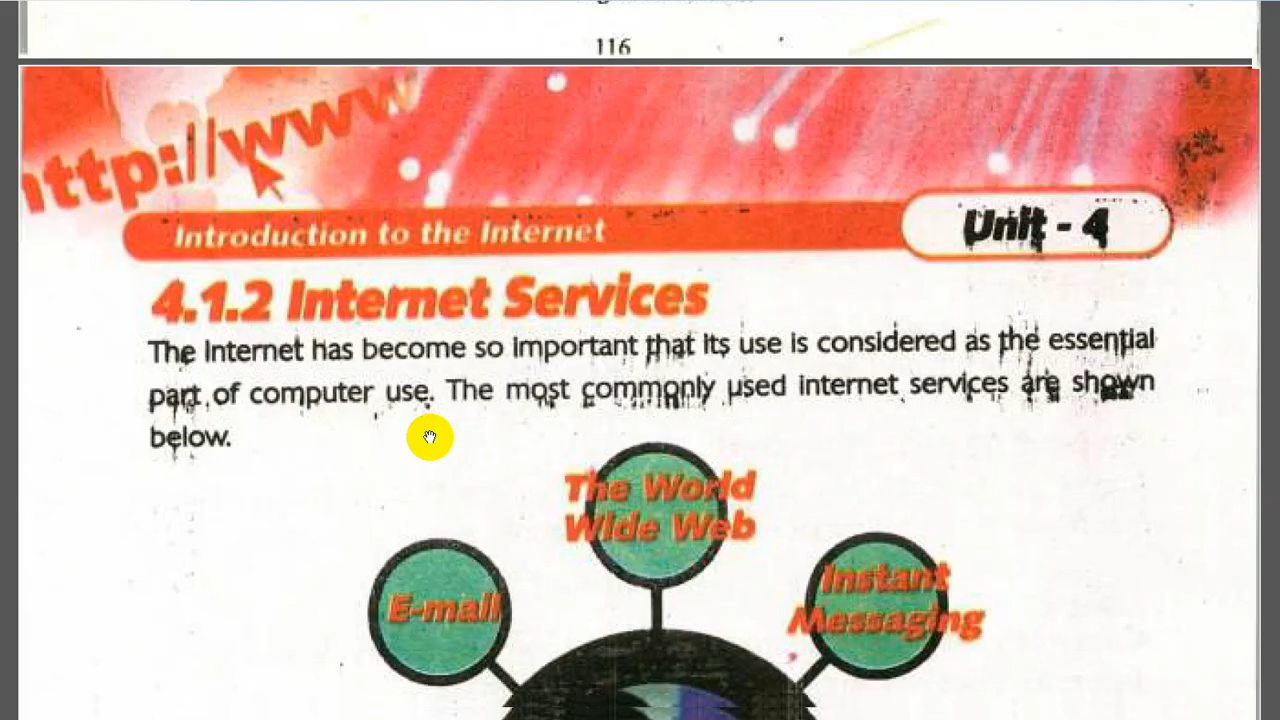 116
http://www
Introduction to the Internet
Unit - 4
4.1.2 Internet Services
The Internet has become so important that its use is considered as the essential
part of computer use. The most commonly used internet services are shown
below.
The World
Wide Web
E-mail
Instant
Messaging